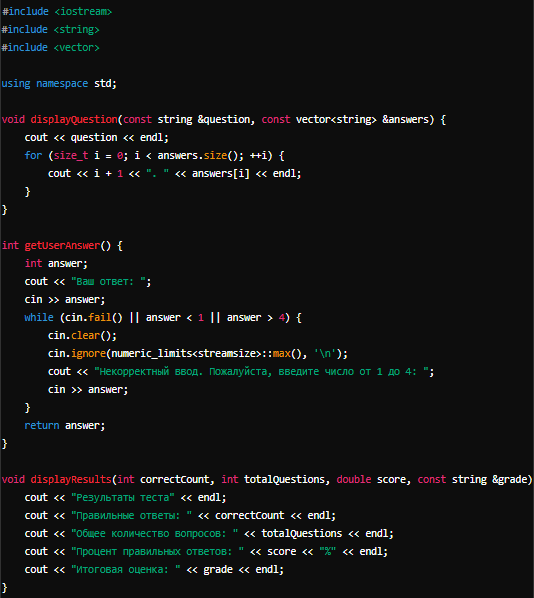 #include <iostream>
#include <string>
#include <vector>

using namespace std;

void displayQuestion(const string &question, const vector<string> &answers) {
    cout << question << endl;
    for (size_t i = 0; i < answers.size(); ++i) {
        cout << i + 1 << ". " << answers[i] << endl;
    }
}

int getUserAnswer() {
    int answer;
    cout << "Ваш ответ: ";
    cin >> answer;
    while (cin.fail() || answer < 1 || answer > 4) {
        cin.clear();
        cin.ignore(numeric_limits<streamsize>::max(), '\n');
        cout << "Некорректный ввод. Пожалуйста, введите число от 1 до 4: ";
        cin >> answer;
    }
    return answer;
}

void displayResults(int correctCount, int totalQuestions, double score, const string &grade)
    cout << "Результаты теста" << endl;
    cout << "Правильные ответы: " << correctCount << endl;
    cout << "Общее количество вопросов: " << totalQuestions << endl;
    cout << "Процент правильных ответов: " << score << "%" << endl;
    cout << "Итоговая оценка: " << grade << endl;
}